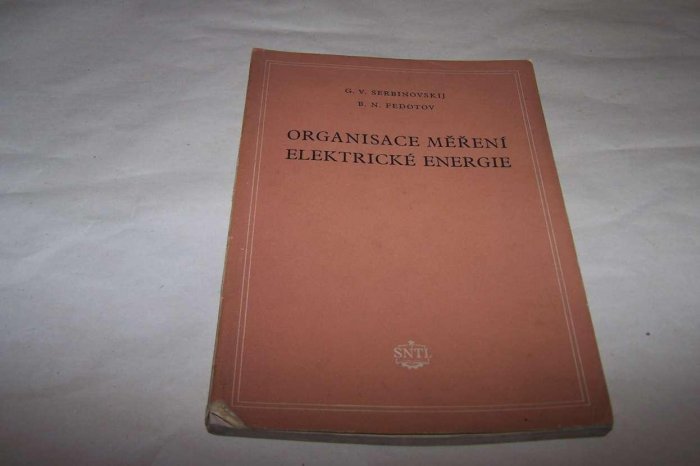 G. V. SERBINOVSKIJ
B. N. FEDOTOV
ORGANISACE MĚŘENÍ
ELEKTRICKÉ ENERGIE
SNTL